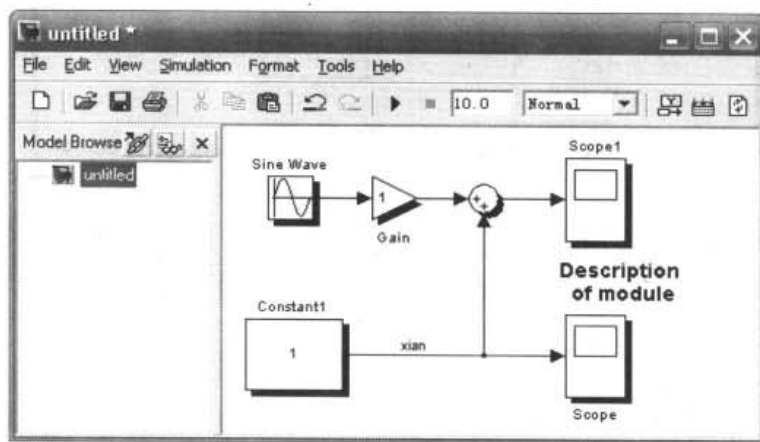 untitled *
File Edit View Simulation Format Tools Help
10.0 Normal
Model Browse
untitled
Sine Wave
Scope1
1
++
Gain
Description
of module
Constant1
1
xian
Scope